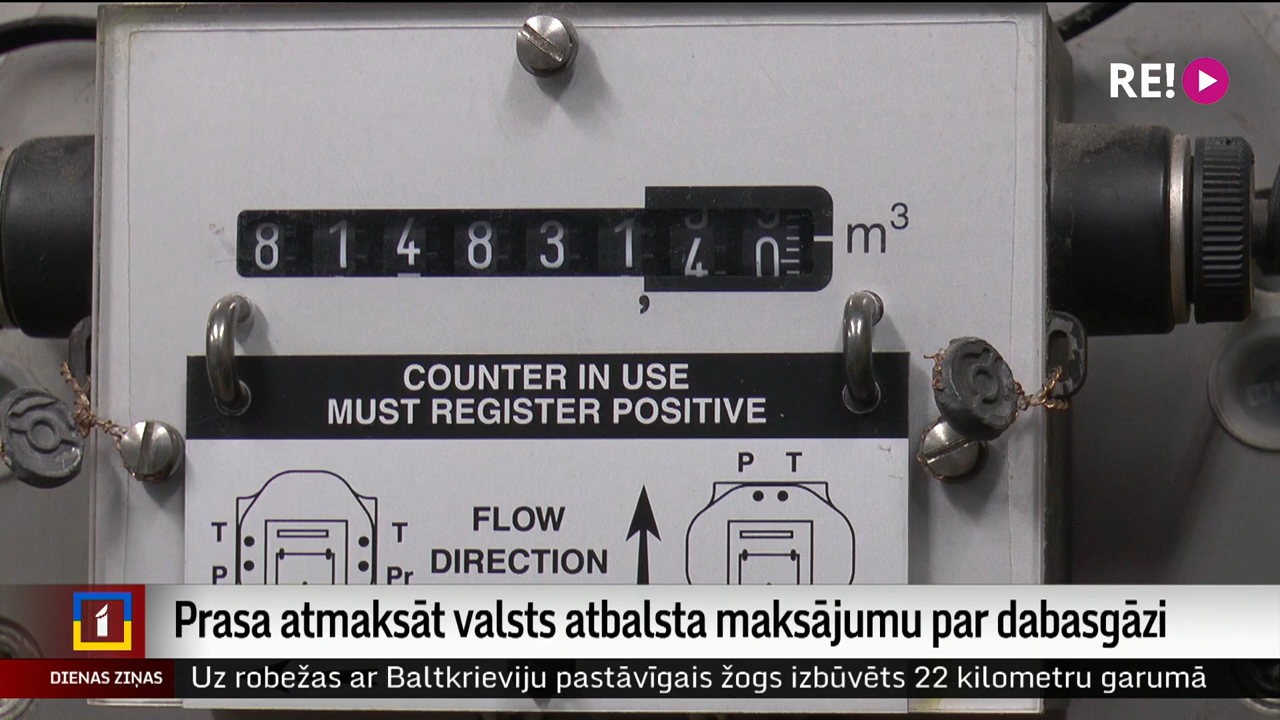 RE!
8 1 4 8 3 1 4 0 m³
,
COUNTER IN USE
MUST REGISTER POSITIVE
P T
T T FLOW
P Pr DIRECTION
1 Prasa atmaksāt valsts atbalsta maksājumu par dabasgāzi
DIENAS ZIŅAS Uz robežas ar Baltkrieviju pastāvīgais žogs izbūvēts 22 kilometru garumā